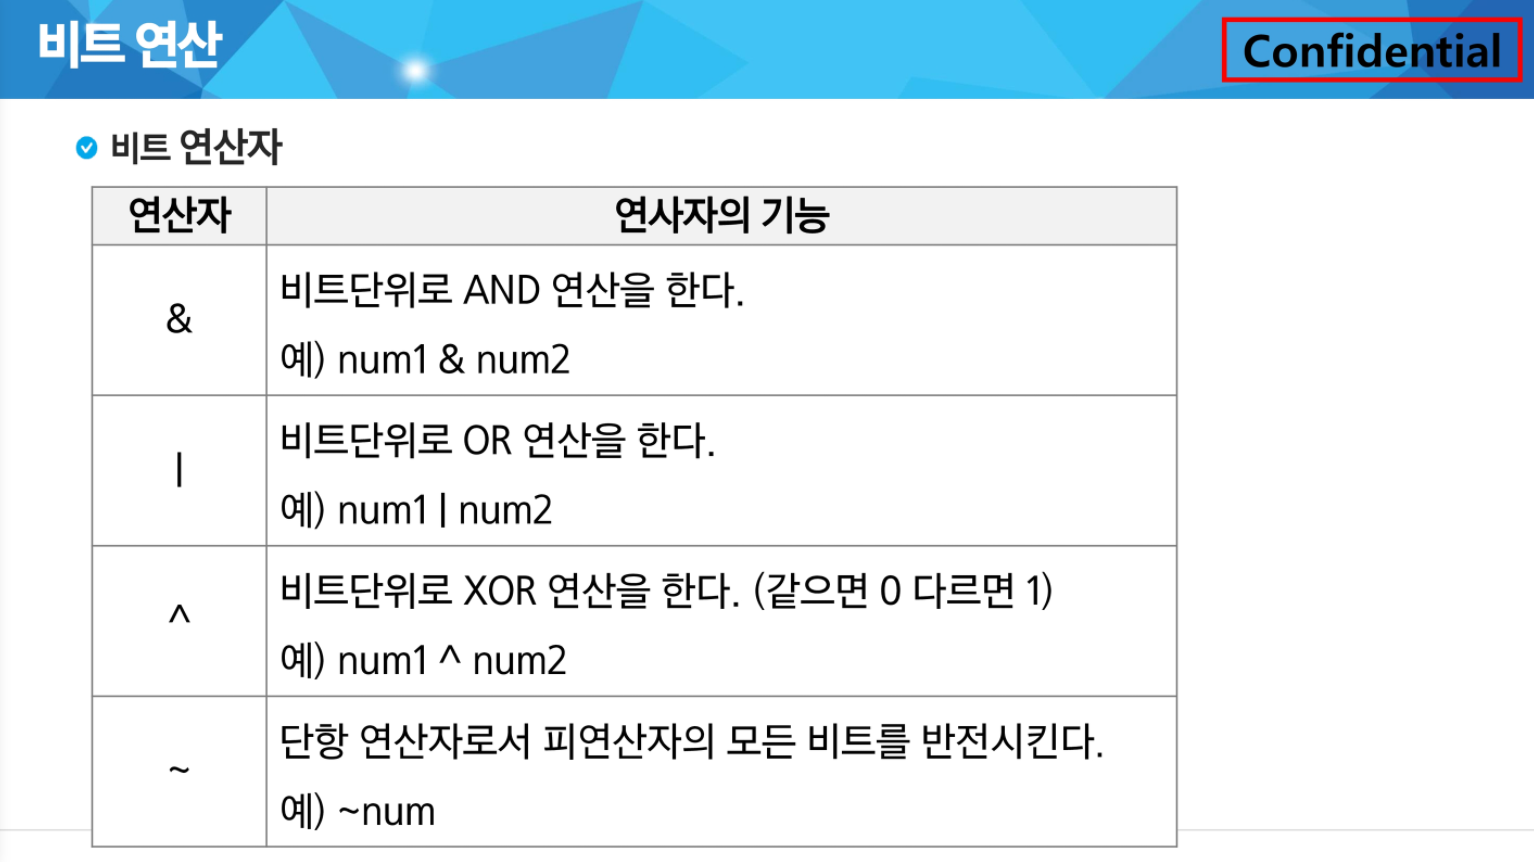 비트 연산
Confidential
비트 연산자
연산자
연사자의 기능
&
비트단위로 AND 연산을 한다.
예) num1 & num2
|
비트단위로 OR 연산을 한다.
예) num1 | num2
^
비트단위로 XOR 연산을 한다. (같으면 0 다르면 1)
예) num1 ^ num2
~
단항 연산자로서 피연산자의 모든 비트를 반전시킨다.
예) ~num